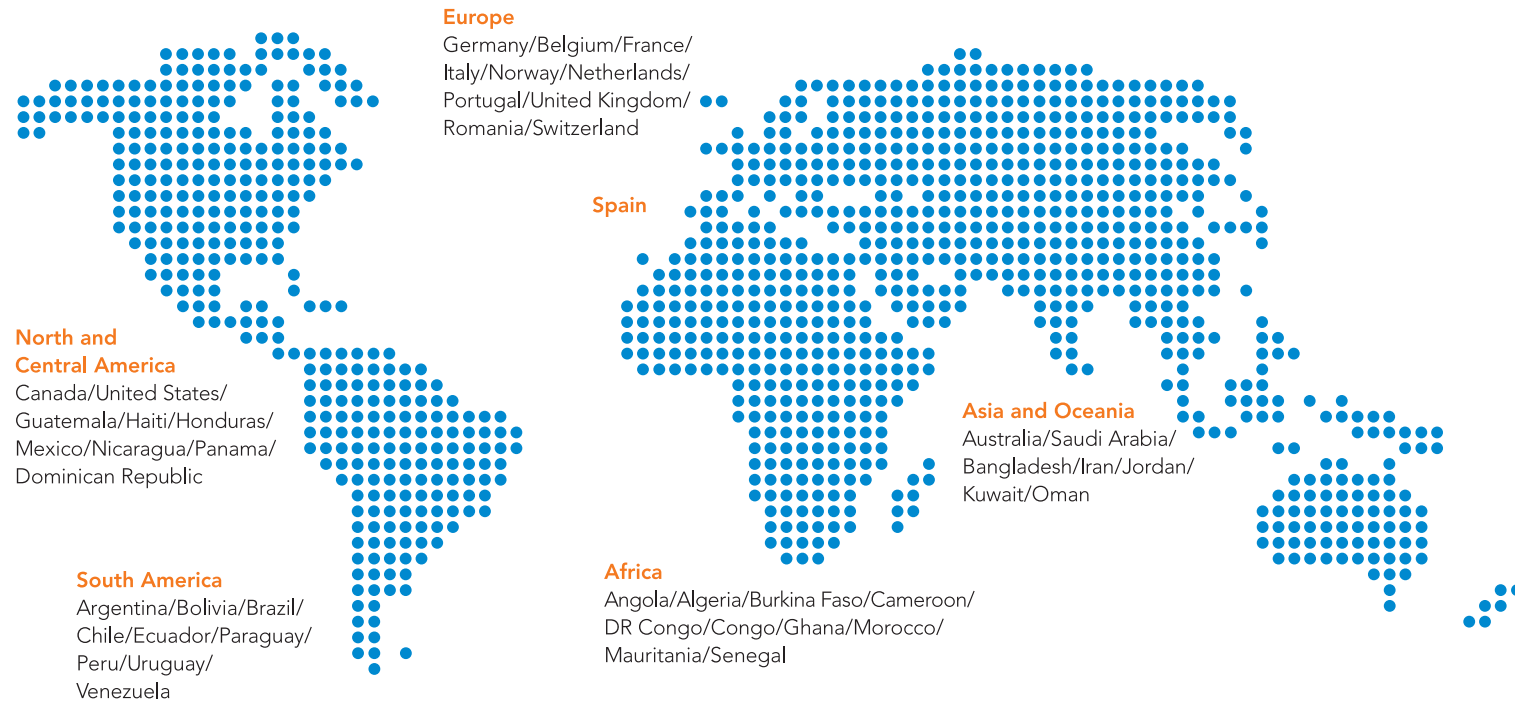 Europe
Germany/Belgium/France/
Italy/Norway/Netherlands/
Portugal/United Kingdom/
Romania/Switzerland
Spain
North and
Central America
Canada/United States/
Guatemala/Haiti/Honduras/
Mexico/Nicaragua/Panama/
Dominican Republic
Asia and Oceania
Australia/Saudi Arabia/
Bangladesh/Iran/Jordan/
Kuwait/Oman
South America
Argentina/Bolivia/Brazil/
Chile/Ecuador/Paraguay/
Peru/Uruguay/
Venezuela
Africa
Angola/Algeria/Burkina Faso/Cameroon/
DR Congo/Congo/Ghana/Morocco/
Mauritania/Senegal